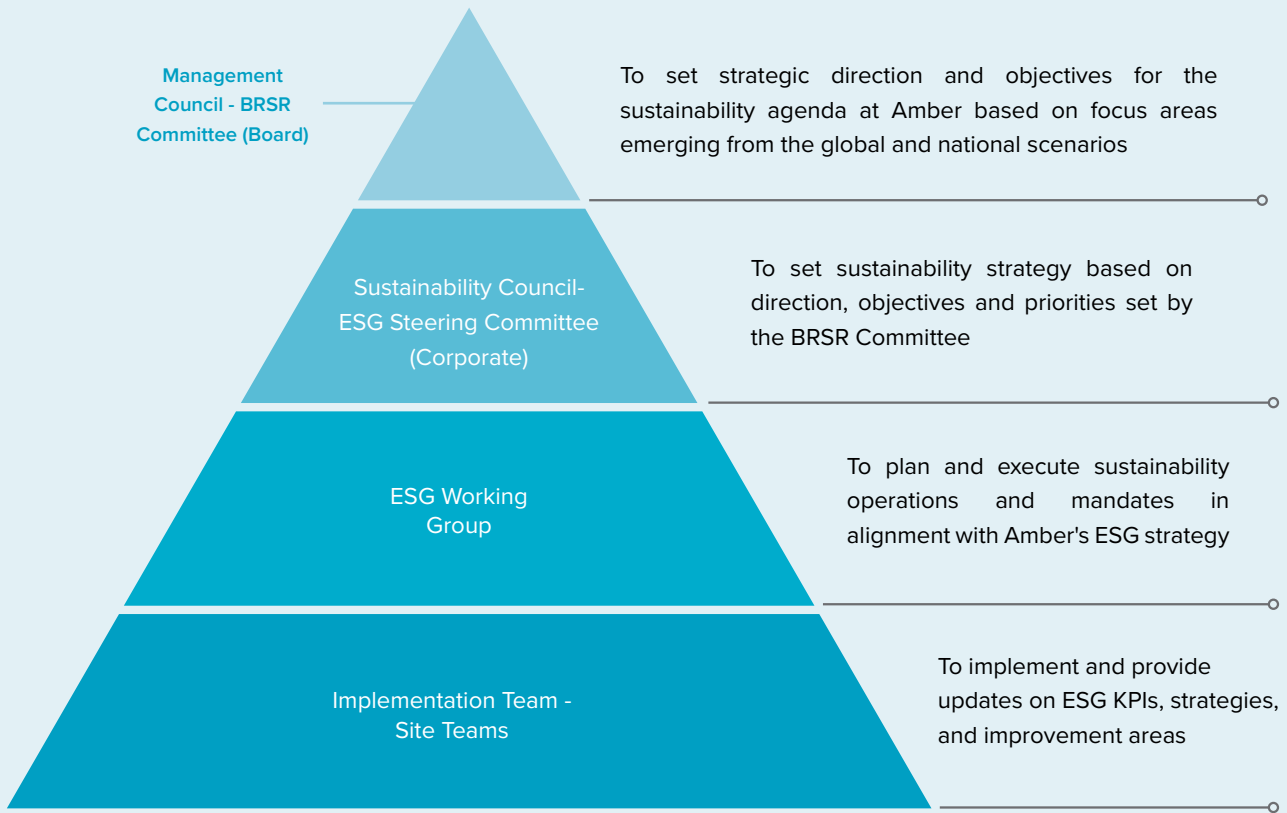 Management
Council - BRSR
Committee (Board)
To set strategic direction and objectives for the
sustainability agenda at Amber based on focus areas
emerging from the global and national scenarios
Sustainability Council-
ESG Steering Committee
(Corporate)
To set sustainability strategy based on
direction, objectives and priorities set by
the BRSR Committee
ESG Working
Group
To plan and execute sustainability
operations and mandates in
alignment with Amber's ESG strategy
Implementation Team -
Site Teams
To implement and provide
updates on ESG KPIs, strategies,
and improvement areas